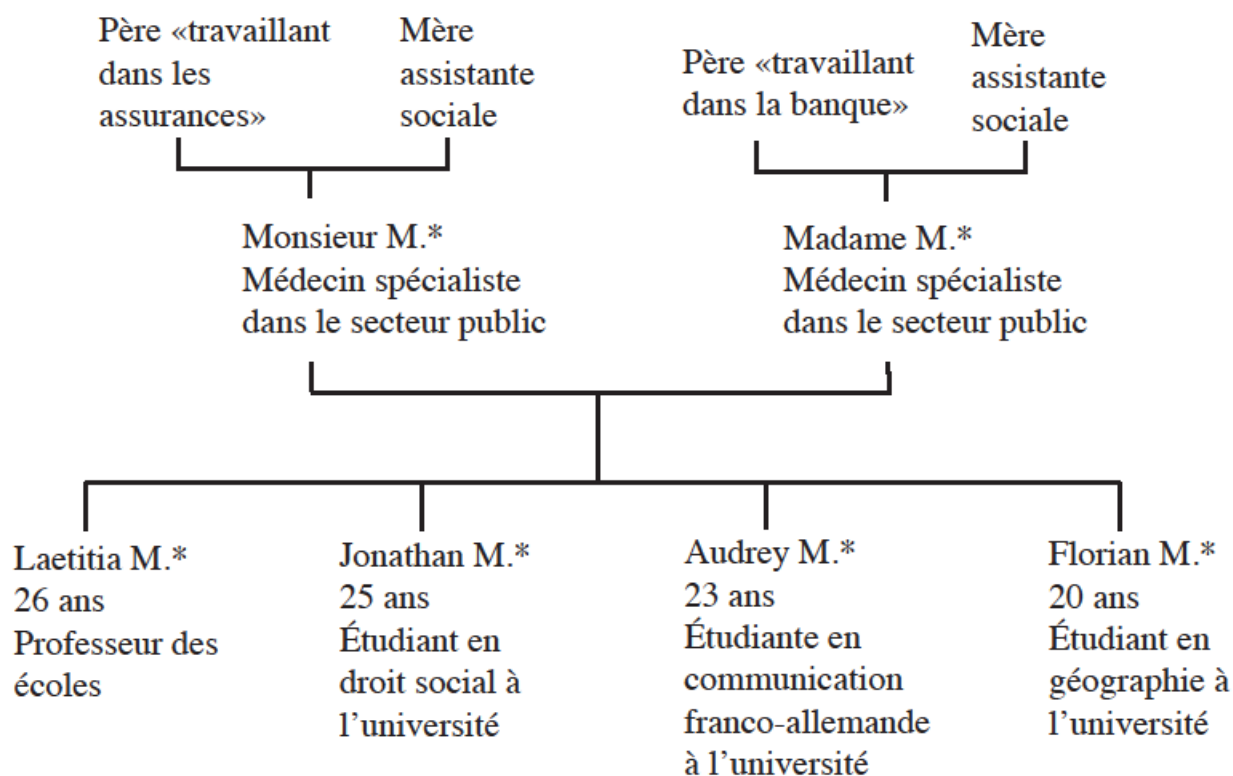 Père «travaillant
dans les
assurances»
Mère
assistante
sociale
Père «travaillant
dans la banque»
Mère
assistante
sociale
Monsieur M.*
Médecin spécialiste
dans le secteur public
Madame M.*
Médecin spécialiste
dans le secteur public
Laetitia M.*
26 ans
Professeur des
écoles
Jonathan M.*
25 ans
Étudiant en
droit social à
l’université
Audrey M.*
23 ans
Étudiante en
communication
franco-allemande
à l’université
Florian M.*
20 ans
Étudiant en
géographie à
l’université